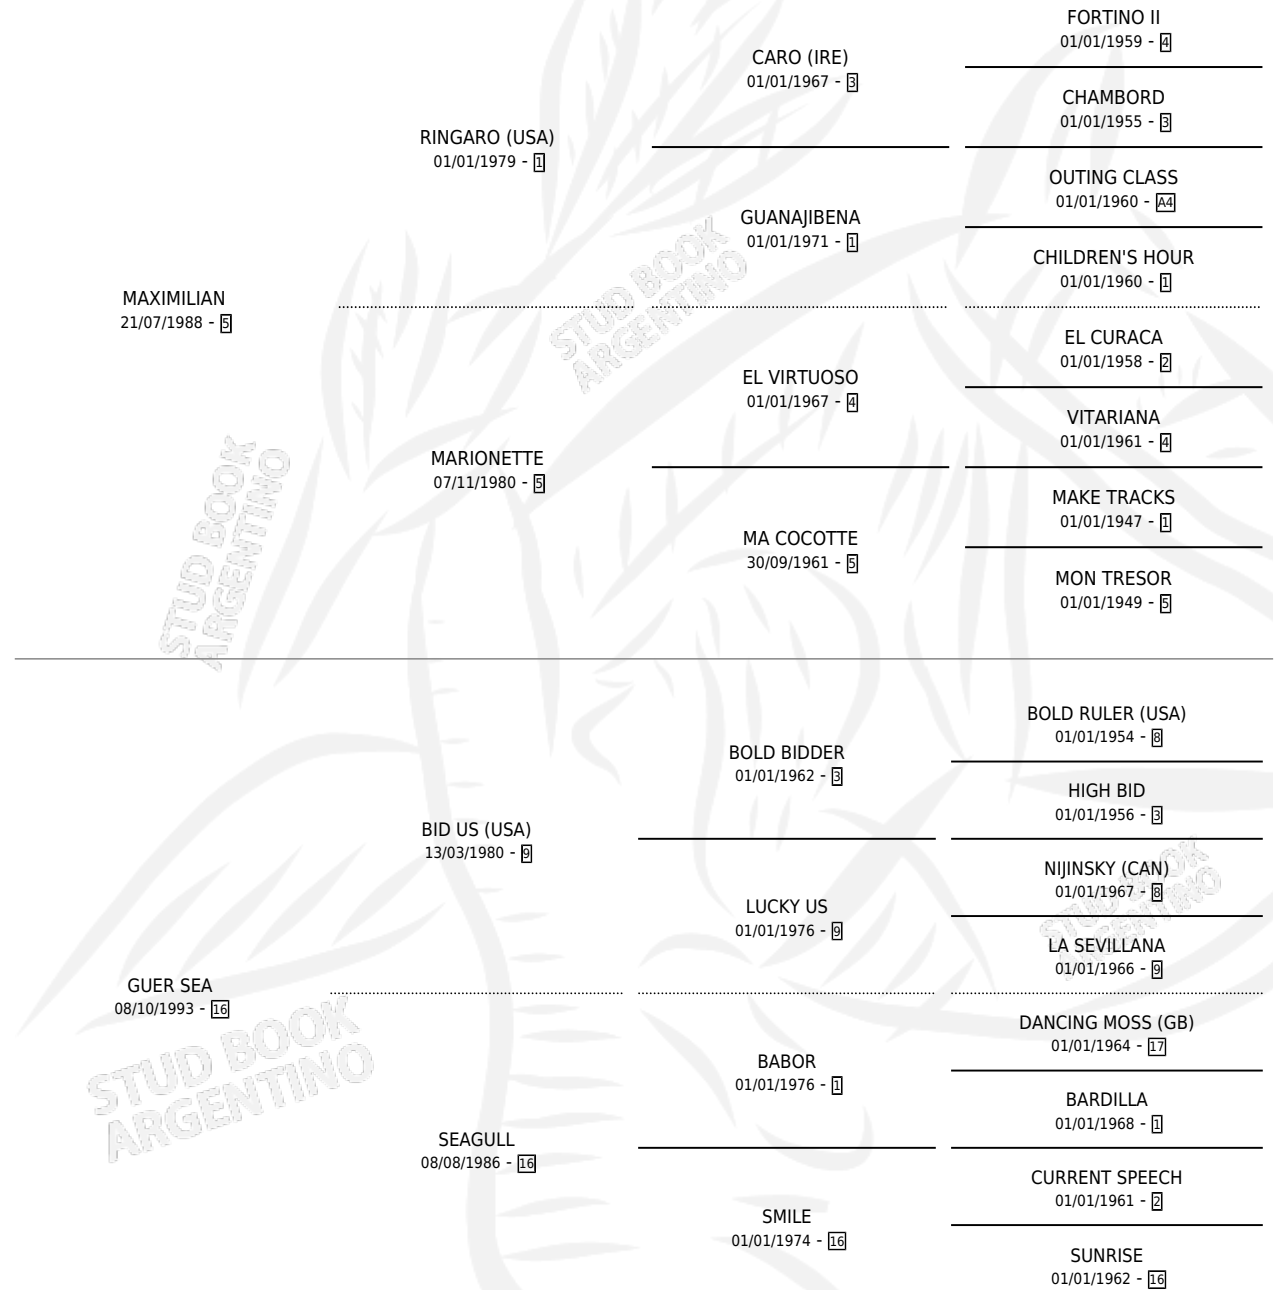 FORTINO II
01/01/1959 - 4
CARO (IRE)
01/01/1967 - 3
CHAMBORD
01/01/1955 - 3
RINGARO (USA)
01/01/1979 - 1
OUTING CLASS
01/01/1960 - A4
GUANAJIBENA
01/01/1971 - 1
CHILDREN'S HOUR
01/01/1960 - 1
MAXIMILIAN
21/07/1988 - 5
EL CURACA
01/01/1958 - 2
EL VIRTUOSO
01/01/1967 - 4
VITARIANA
01/01/1961 - 4
MARIONETTE
07/11/1980 - 5
MAKE TRACKS
01/01/1947 - 1
MA COCOTTE
30/09/1961 - 5
MON TRESOR
01/01/1949 - 5
BOLD RULER (USA)
01/01/1954 - 8
BOLD BIDDER
01/01/1962 - 3
HIGH BID
01/01/1956 - 3
BID US (USA)
13/03/1980 - 9
NIJINSKY (CAN)
01/01/1967 - 8
LUCKY US
01/01/1976 - 9
LA SEVILLANA
01/01/1966 - 9
GUER SEA
08/10/1993 - 16
DANCING MOSS (GB)
01/01/1964 - 17
BABOR
01/01/1976 - 1
BARDILLA
01/01/1968 - 1
SEAGULL
08/08/1986 - 16
CURRENT SPEECH
01/01/1961 - 2
SMILE
01/01/1974 - 16
SUNRISE
01/01/1962 - 16
STUD BOOK
ARGENTINO
STUD BOOK
ARGENTINO
STUD BOOK
ARGENTINO
STUD BOOK
ARGENTINO